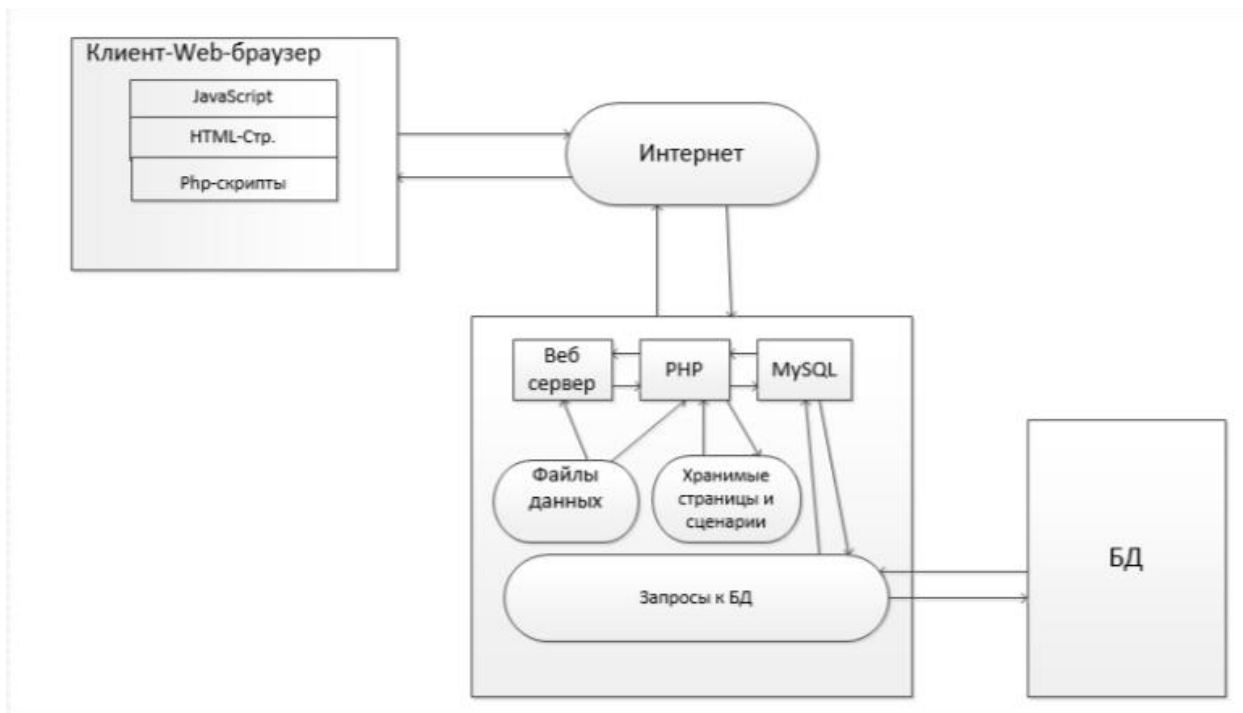 Клиент-Web-браузер
JavaScript
HTML-Стр.
Php-скрипты
Интернет
Веб
сервер
PHP
MySQL
Файлы
данных
Хранимые
страницы и
сценарии
Запросы к БД
БД